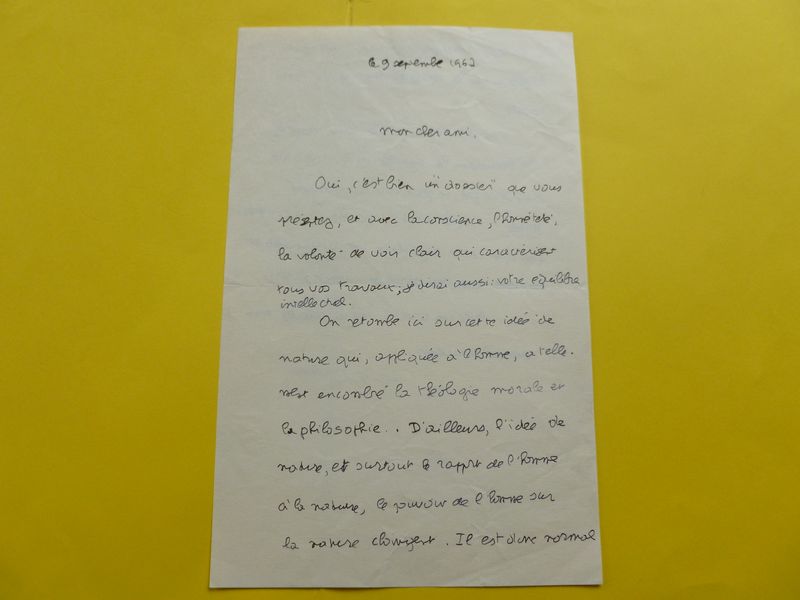 le 9 septembre 1967
Mon cher ami,
Oui, c'est bien un "dossier" que vous
présentez, et avec la conscience, l'honnêteté,
la volonté de voir clair qui caractérisent
tous vos travaux; je dirai aussi: votre équilibre
intellectuel.
On retombe ici sur cette idée de
nature qui, appliquée à l'homme, a telle-
ment encombré la théologie morale et
la philosophie.. D'ailleurs, l'idée de
nature, et surtout le rapport de l'homme
à la nature, le pouvoir de l'homme sur
la nature changent. Il est donc normal